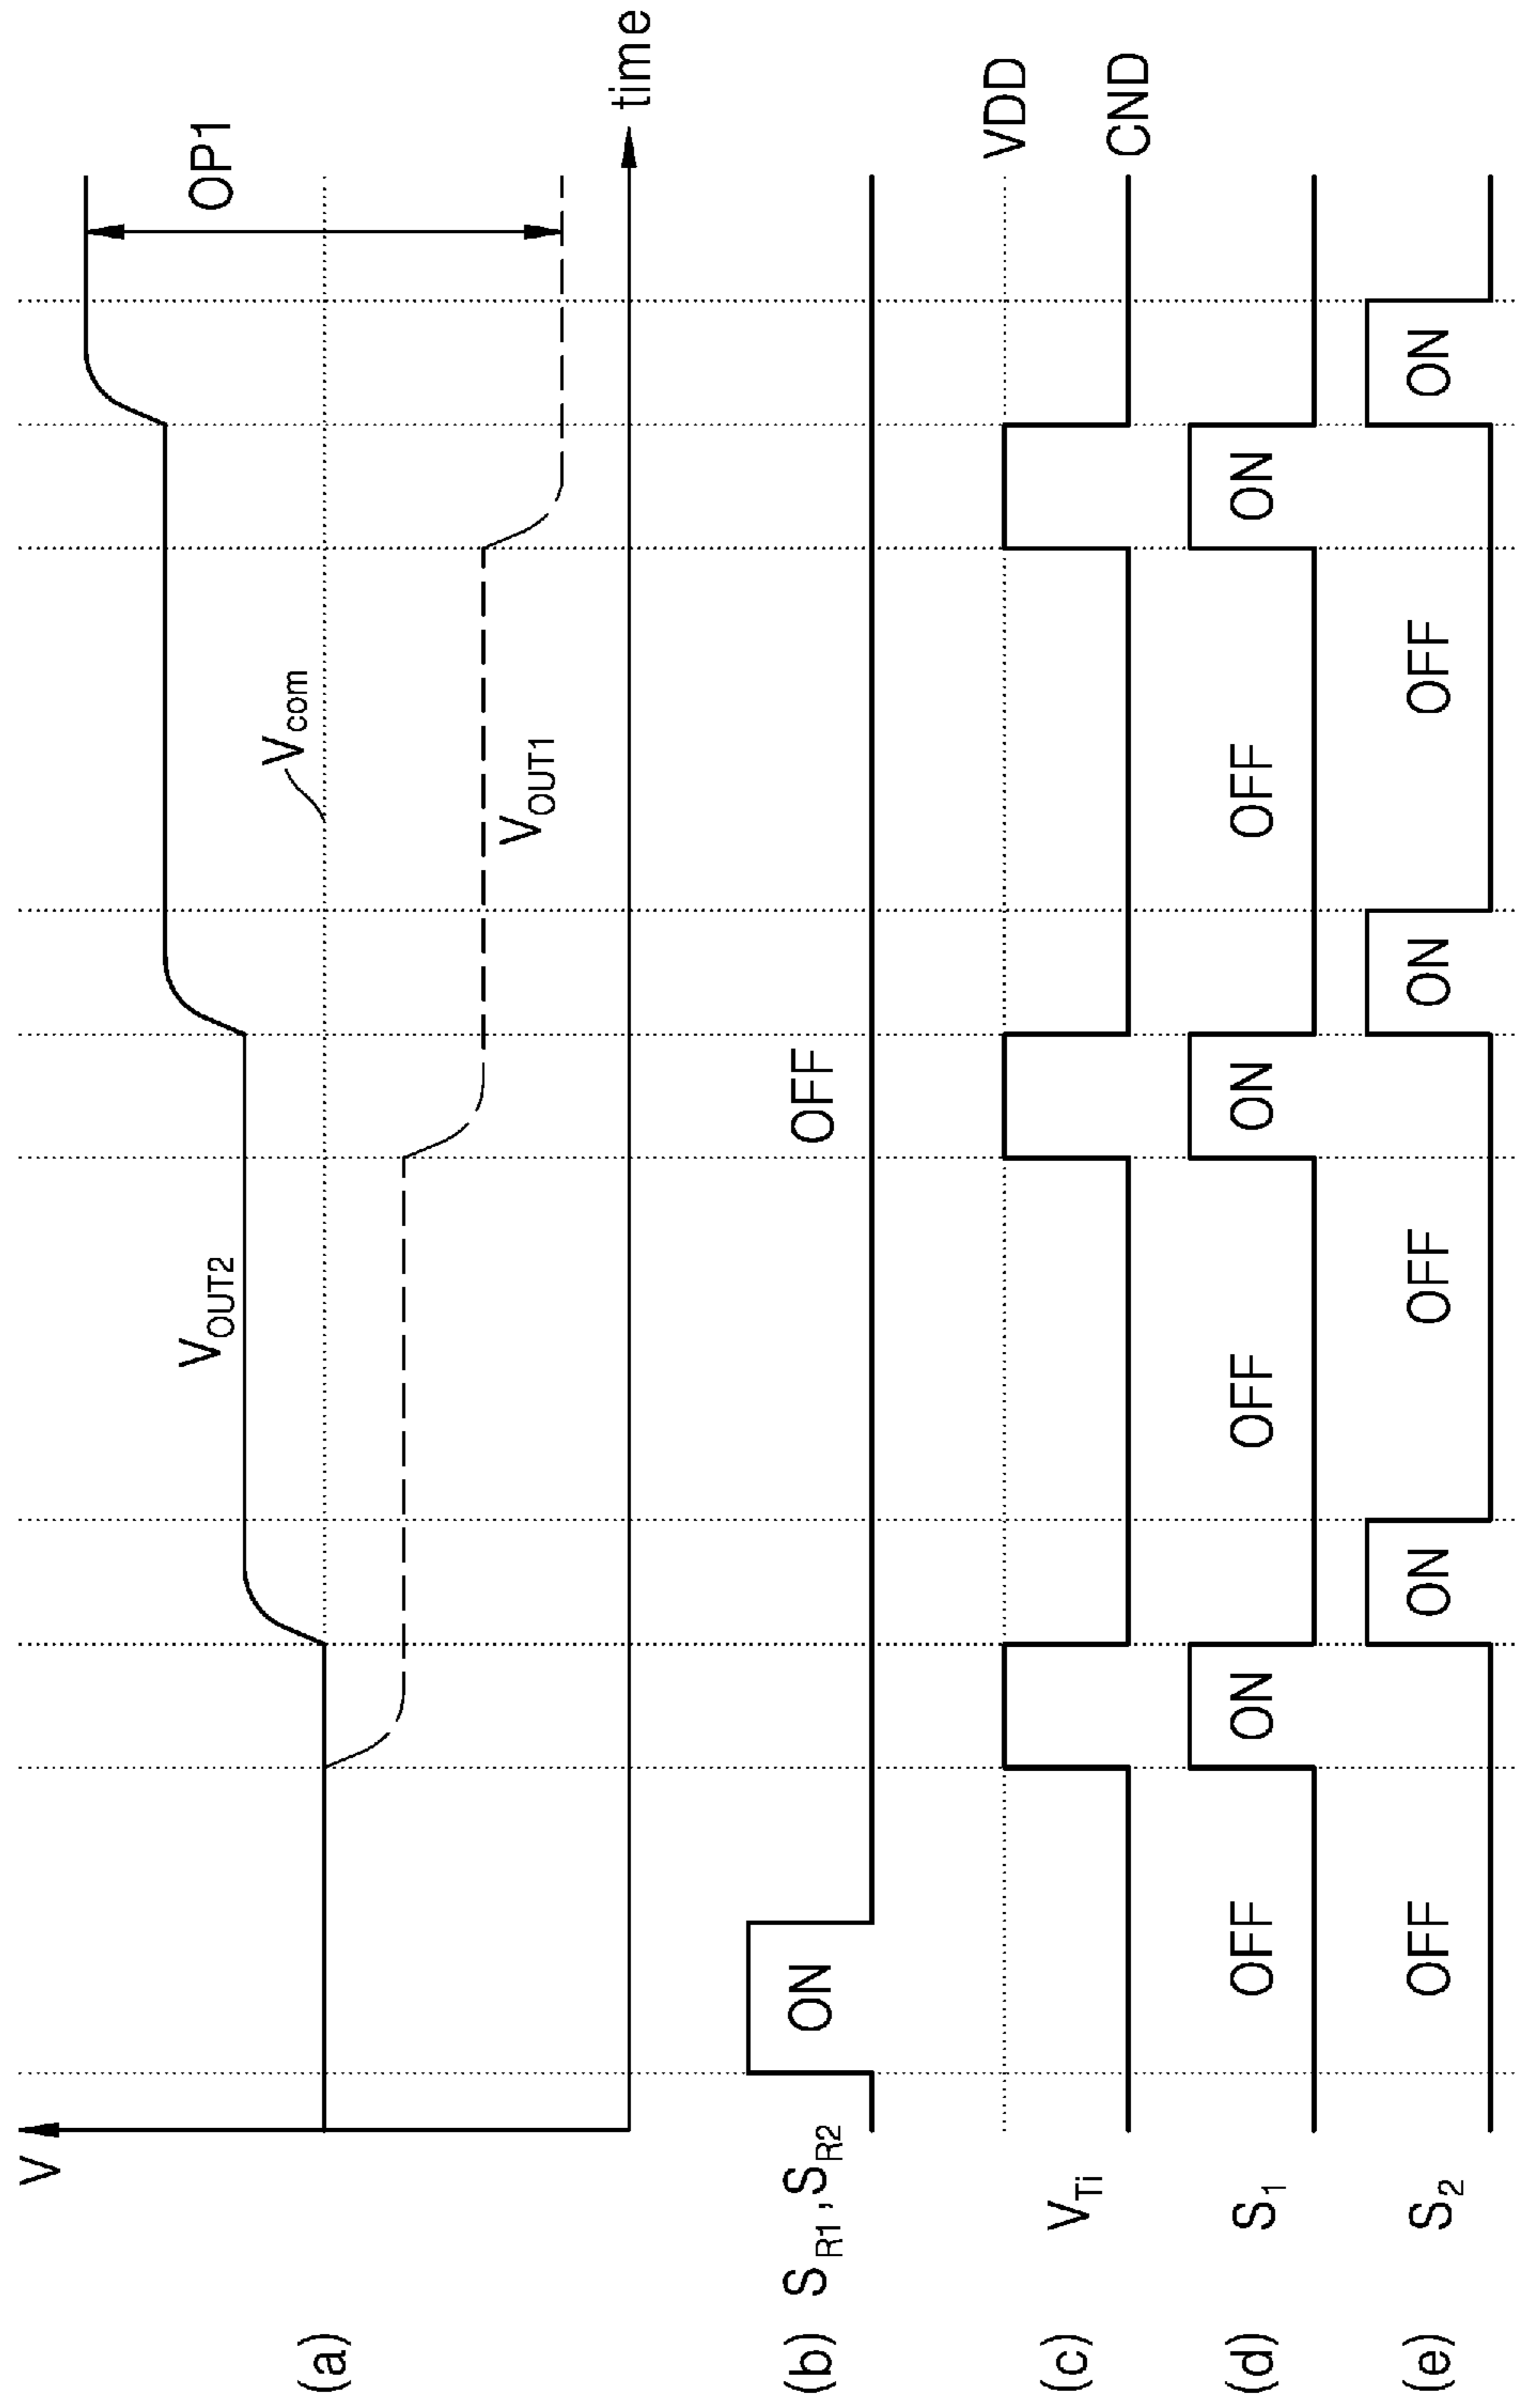 V
V_OUT2
V_com
OP1
V_OUT1
time
(a)
(b) S_R1, S_R2
ON
OFF
(c) V_Ti
VDD
CND
(d) S_1
OFF ON OFF ON OFF ON
(e) S_2
OFF ON OFF ON OFF ON